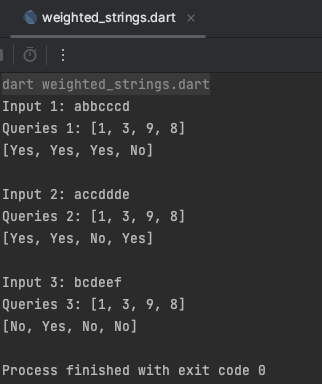 weighted_strings.dart
dart weighted_strings.dart
Input 1: abbcccd
Queries 1: [1, 3, 9, 8]
[Yes, Yes, Yes, No]
Input 2: accddde
Queries 2: [1, 3, 9, 8]
[Yes, Yes, No, Yes]
Input 3: bcdeef
Queries 3: [1, 3, 9, 8]
[No, Yes, No, No]
Process finished with exit code 0